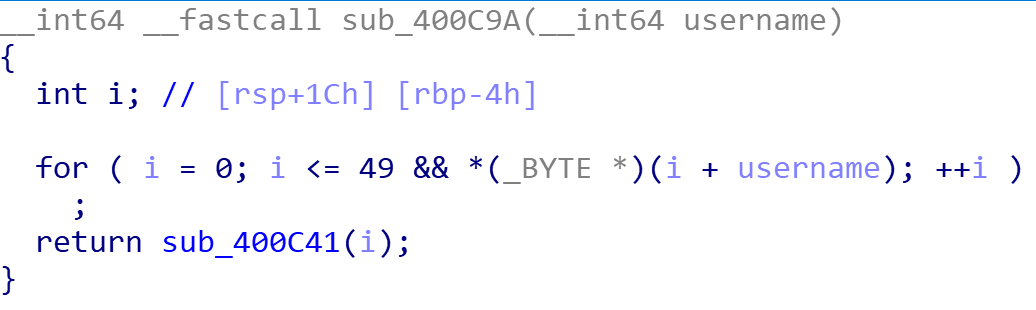 __int64 __fastcall sub_400C9A(__int64 username)
{
int i; // [rsp+1Ch] [rbp-4h]
for ( i = 0; i <= 49 && *(_BYTE *)(i + username); ++i )
;
return sub_400C41(i);
}